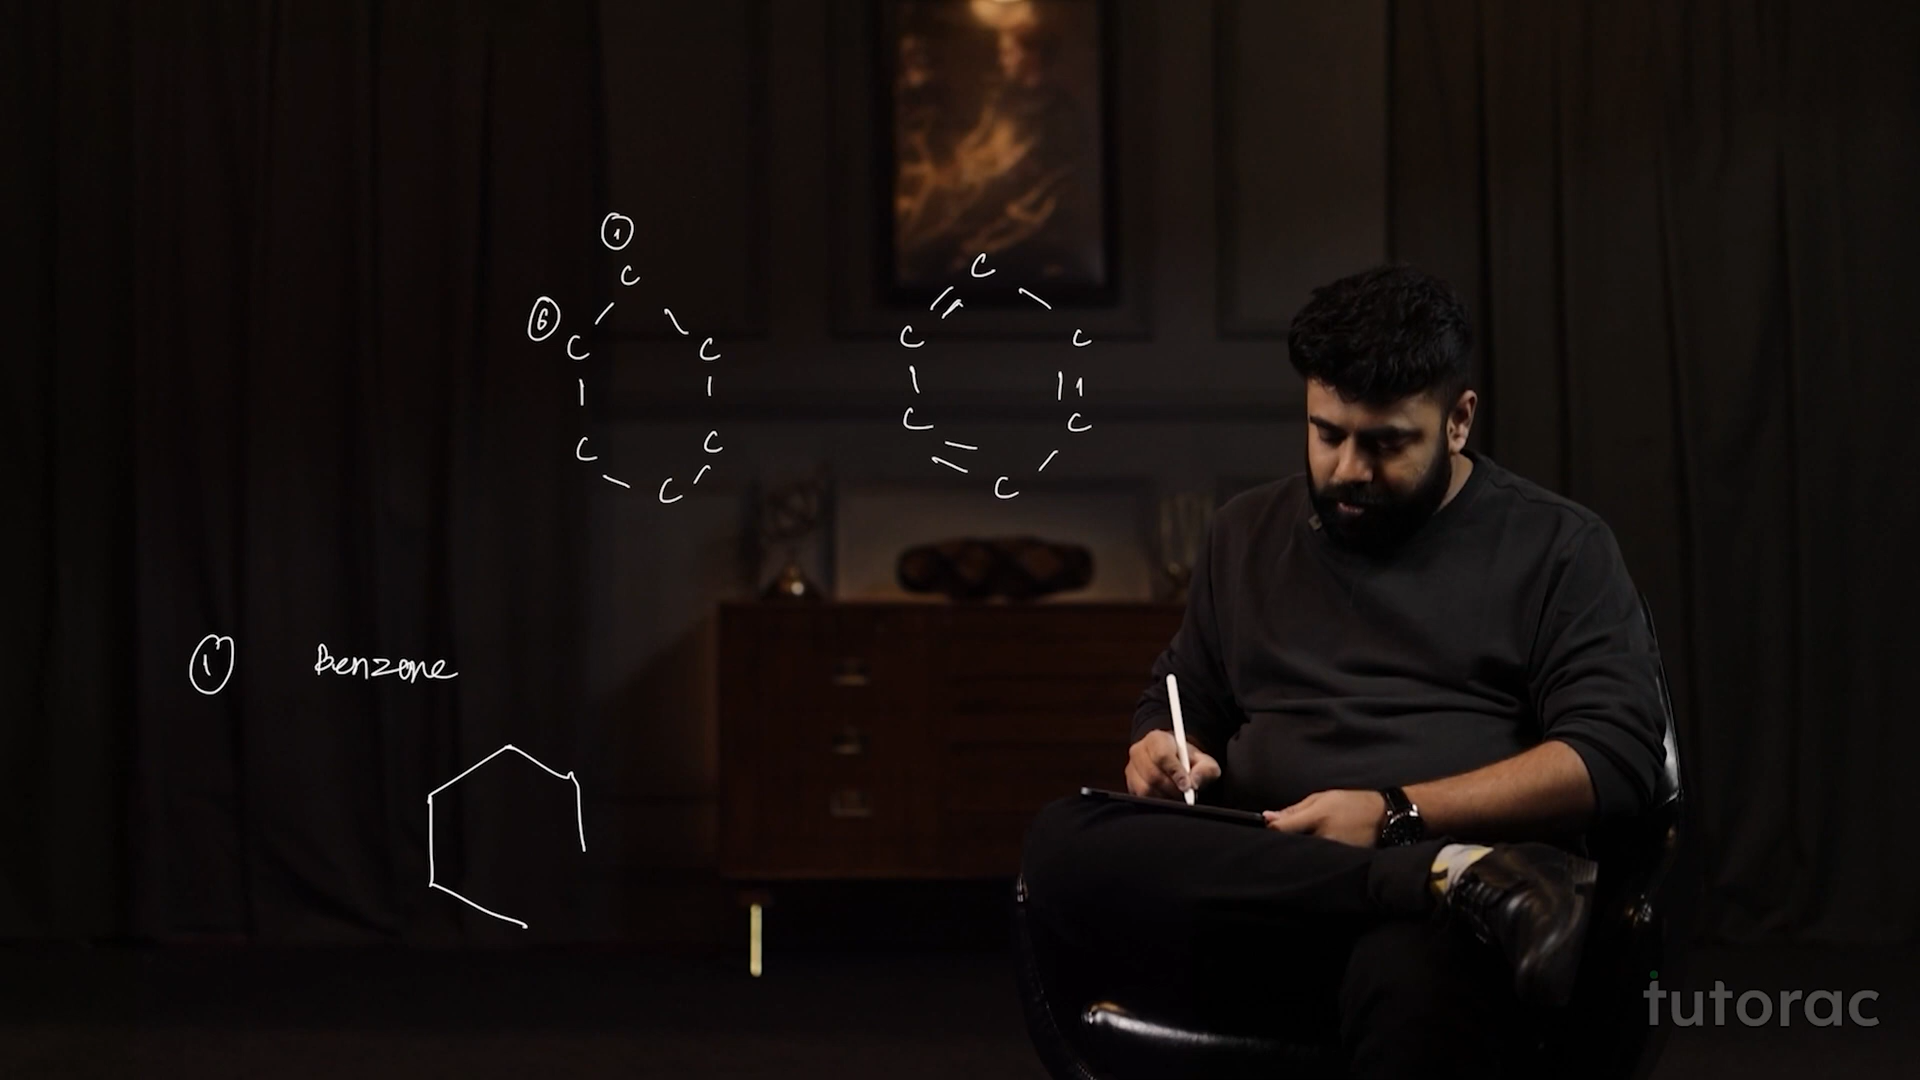 1
C C
6
C C C C
C C C C
C C
1 Benzene
tutorac